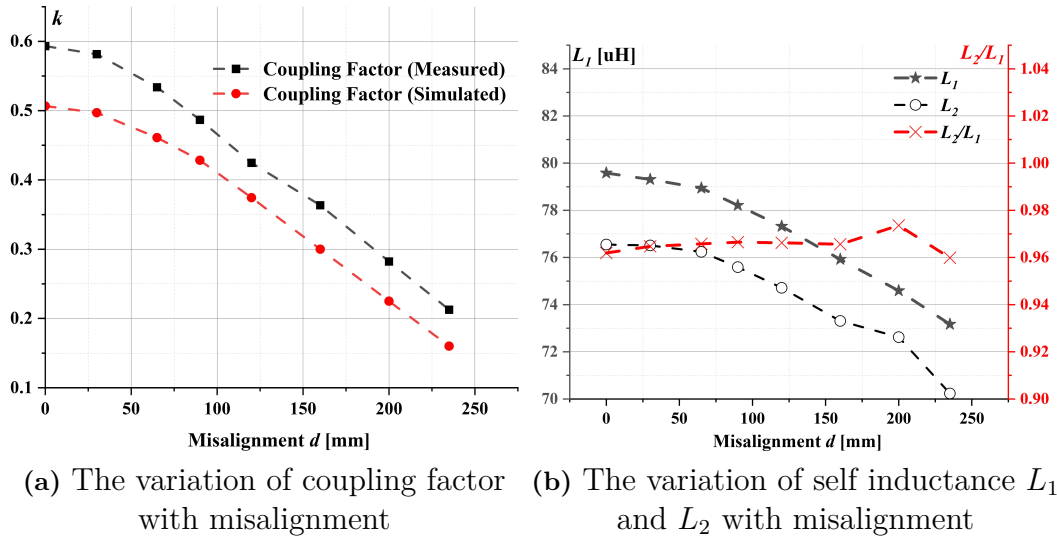 k
0.6
0.5
0.4
0.3
0.2
0.1
Coupling Factor (Measured)
Coupling Factor (Simulated)
0 50 100 150 200 250
Misalignment d [mm]
(a) The variation of coupling factor
with misalignment
L₁ [uH]
L₂/L₁
84
82
80
78
76
74
72
70
1.04
1.02
1.00
0.98
0.96
0.94
0.92
0.90
L₁
L₂
L₂/L₁
0 50 100 150 200 250
Misalignment d [mm]
(b) The variation of self inductance L₁
and L₂ with misalignment